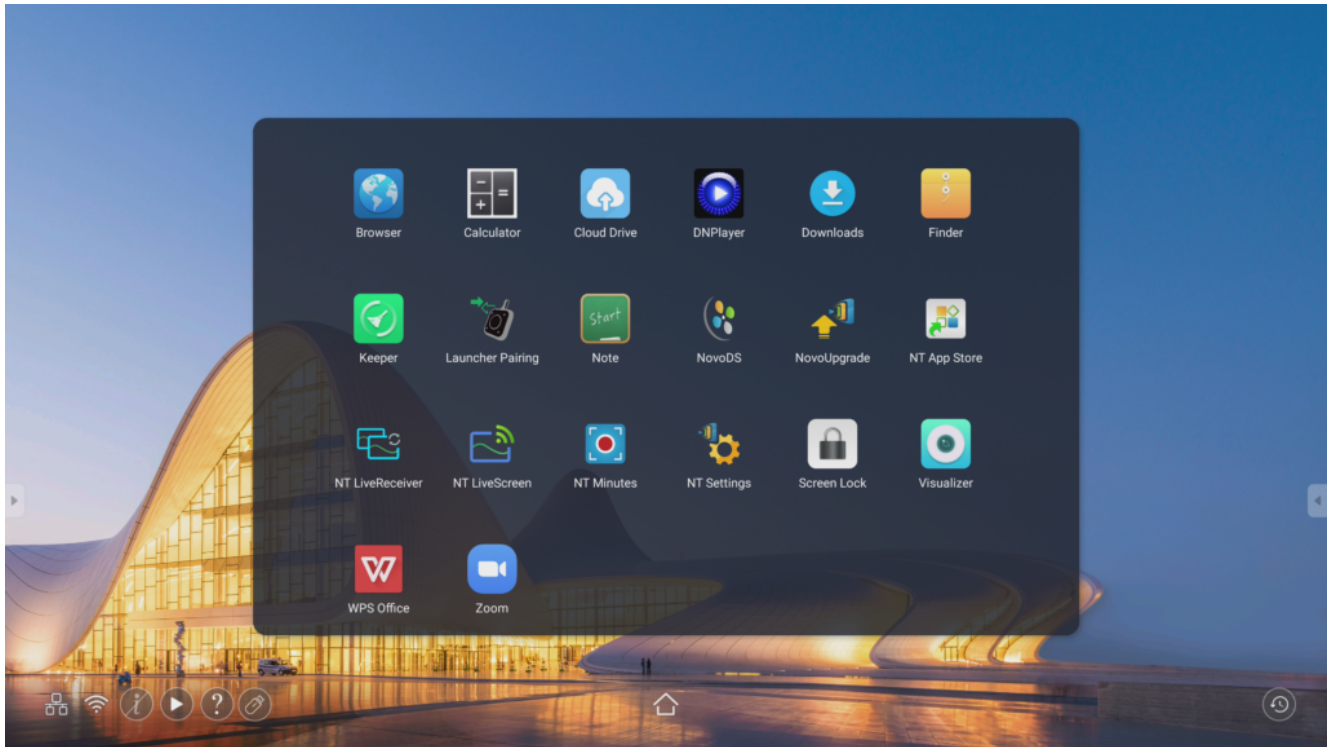 Browser
Calculator
Cloud Drive
DNPlayer
Downloads
Finder
Keeper
Launcher Pairing
Start
Note
NovoDS
NovoUpgrade
NT App Store
NT LiveReceiver
NT LiveScreen
NT Minutes
NT Settings
Screen Lock
Visualizer
W
WPS Office
Zoom
i
?